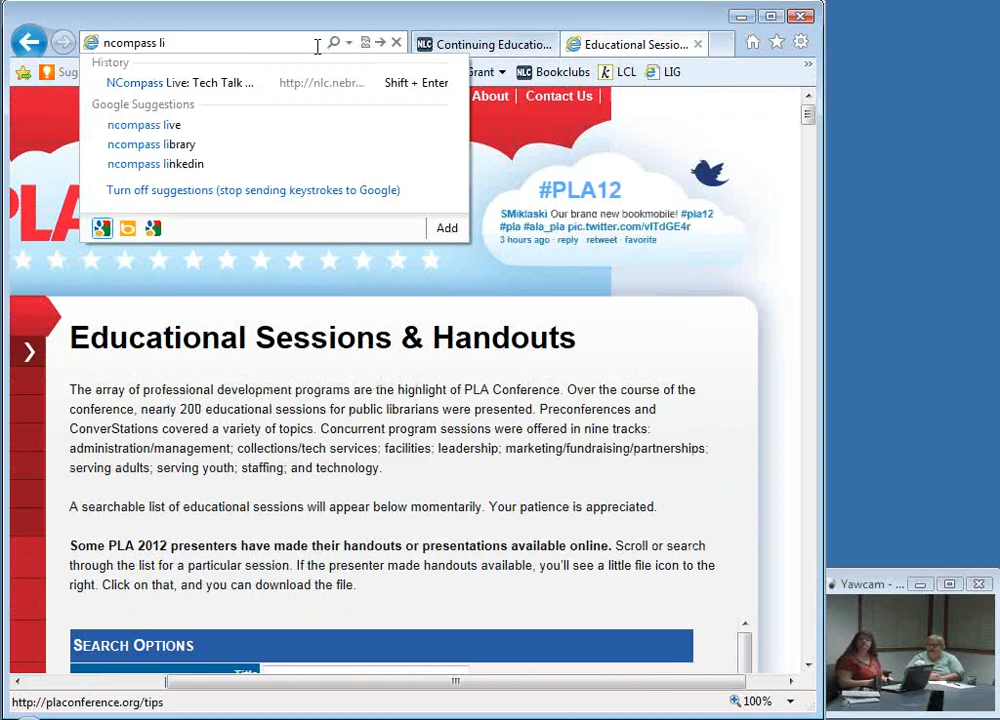 ncompass li
NLC Continuing Educatio...
Educational Sessio...
Sug
rant
NLC Bookclubs
k LCL
LIG
History
NCompass Live: Tech Talk ... http://nlc.nebr... Shift + Enter
Google Suggestions
ncompass live
ncompass library
ncompass linkedin
Turn off suggestions (stop sending keystrokes to Google)
Add
About | Contact Us |
PLA
#PLA12
SMiklaski Our brand new bookmobile! #pla12
#pla #ala_pla pic.twitter.com/vITdGE4r
3 hours ago · reply retweet · favorite
Educational Sessions & Handouts
The array of professional development programs are the highlight of PLA Conference. Over the course of the
conference, nearly 200 educational sessions for public librarians were presented. Preconferences and
ConverStations covered a variety of topics. Concurrent program sessions were offered in nine tracks:
administration/management; collections/tech services; facilities; leadership; marketing/fundraising/partnerships;
serving adults; serving youth; staffing; and technology.
A searchable list of educational sessions will appear below momentarily. Your patience is appreciated.
Some PLA 2012 presenters have made their handouts or presentations available online. Scroll or search
through the list for a particular session. If the presenter made handouts available, you'll see a little file icon to the
right. Click on that, and you can download the file.
SEARCH OPTIONS
Title
http://placonference.org/tips
100%
Yawcam - ...